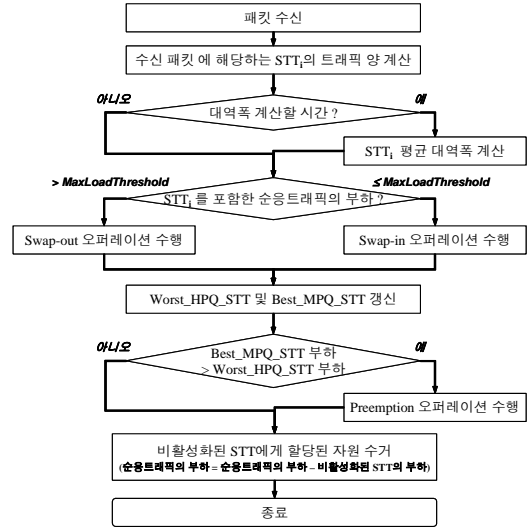 패킷 수신
수신 패킷 에 해당하는 STTi의 트래픽 양 계산
아니오
예
대역폭 계산할 시간 ?
STTi 평균 대역폭 계산
> MaxLoadThreshold
≤ MaxLoadThreshold
STTi 를 포함한 순응트래픽의 부하 ?
Swap-out 오퍼레이션 수행
Swap-in 오퍼레이션 수행
Worst_HPQ_STT 및 Best_MPQ_STT 갱신
아니오
예
Best_MPQ_STT 부하
> Worst_HPQ_STT 부하
Preemption 오퍼레이션 수행
비활성화된 STT에게 할당된 자원 수거
(순응트래픽의 부하 = 순응트래픽의 부하 – 비활성화된 STT의 부하)
종료